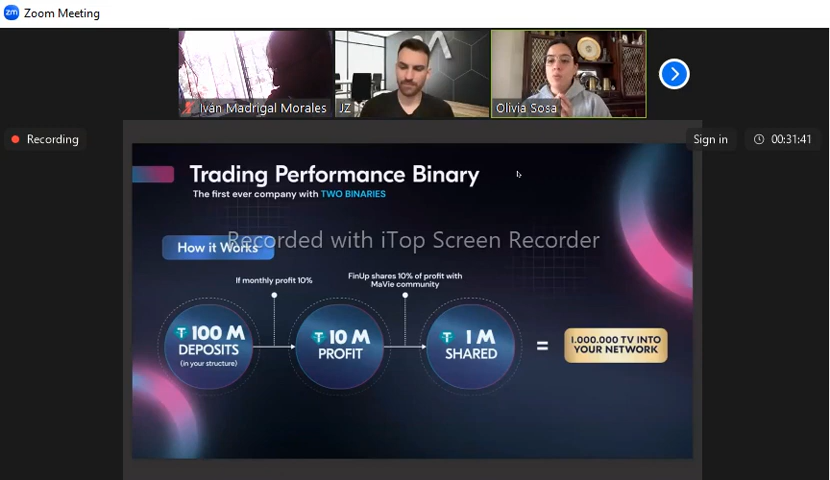 Zoom Meeting
Iván Madrigal Morales
JZ
Olivia Sosa
Recording
Sign in
00:31:41
Trading Performance Binary
The first ever company with TWO BINARIES
Recorded with iTop Screen Recorder
How it Works
If monthly profit 10%
FinUp shares 10% of profit with
MaVie community
100 M
DEPOSITS
(in your structure)
10 M
PROFIT
1 M
SHARED
=
1.000.000 TV INTO
YOUR NETWORK